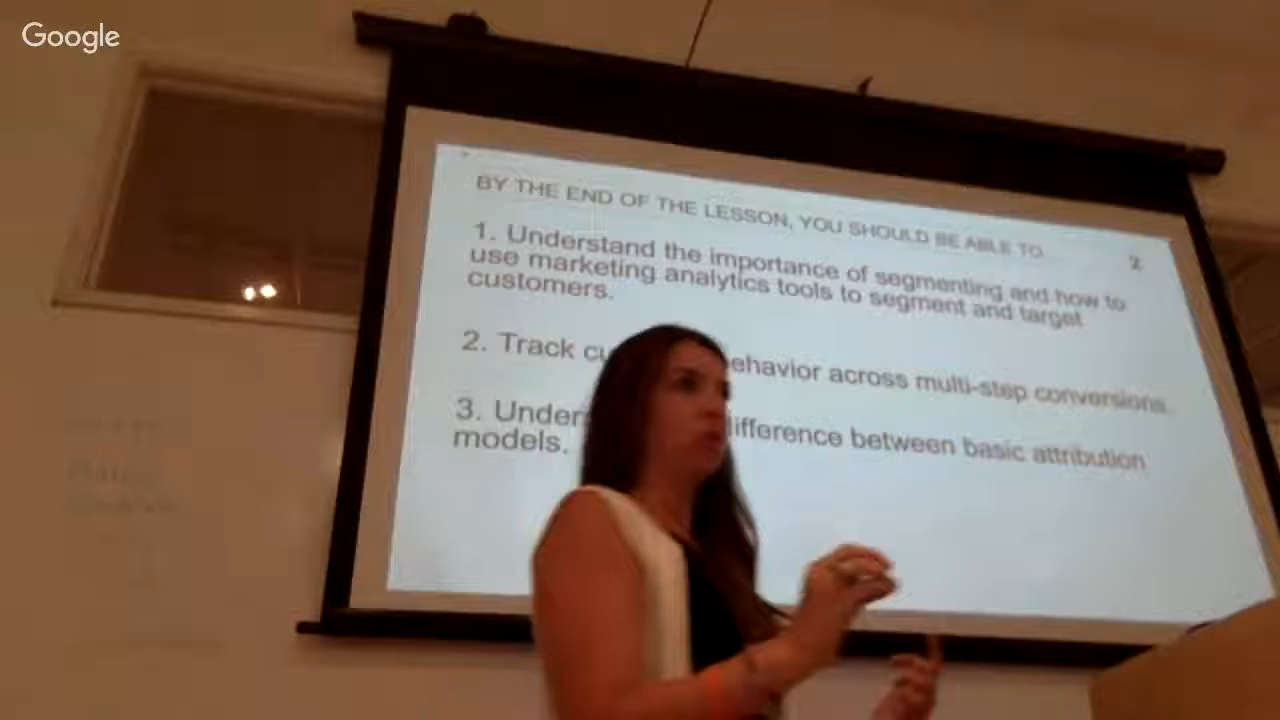 Google
BY THE END OF THE LESSON, YOU SHOULD BE ABLE TO
2
1. Understand the importance of segmenting and how to
use marketing analytics tools to segment and target
customers.
2. Track cu ehavior across multi-step conversions.
3. Under ifference between basic attribution
models.